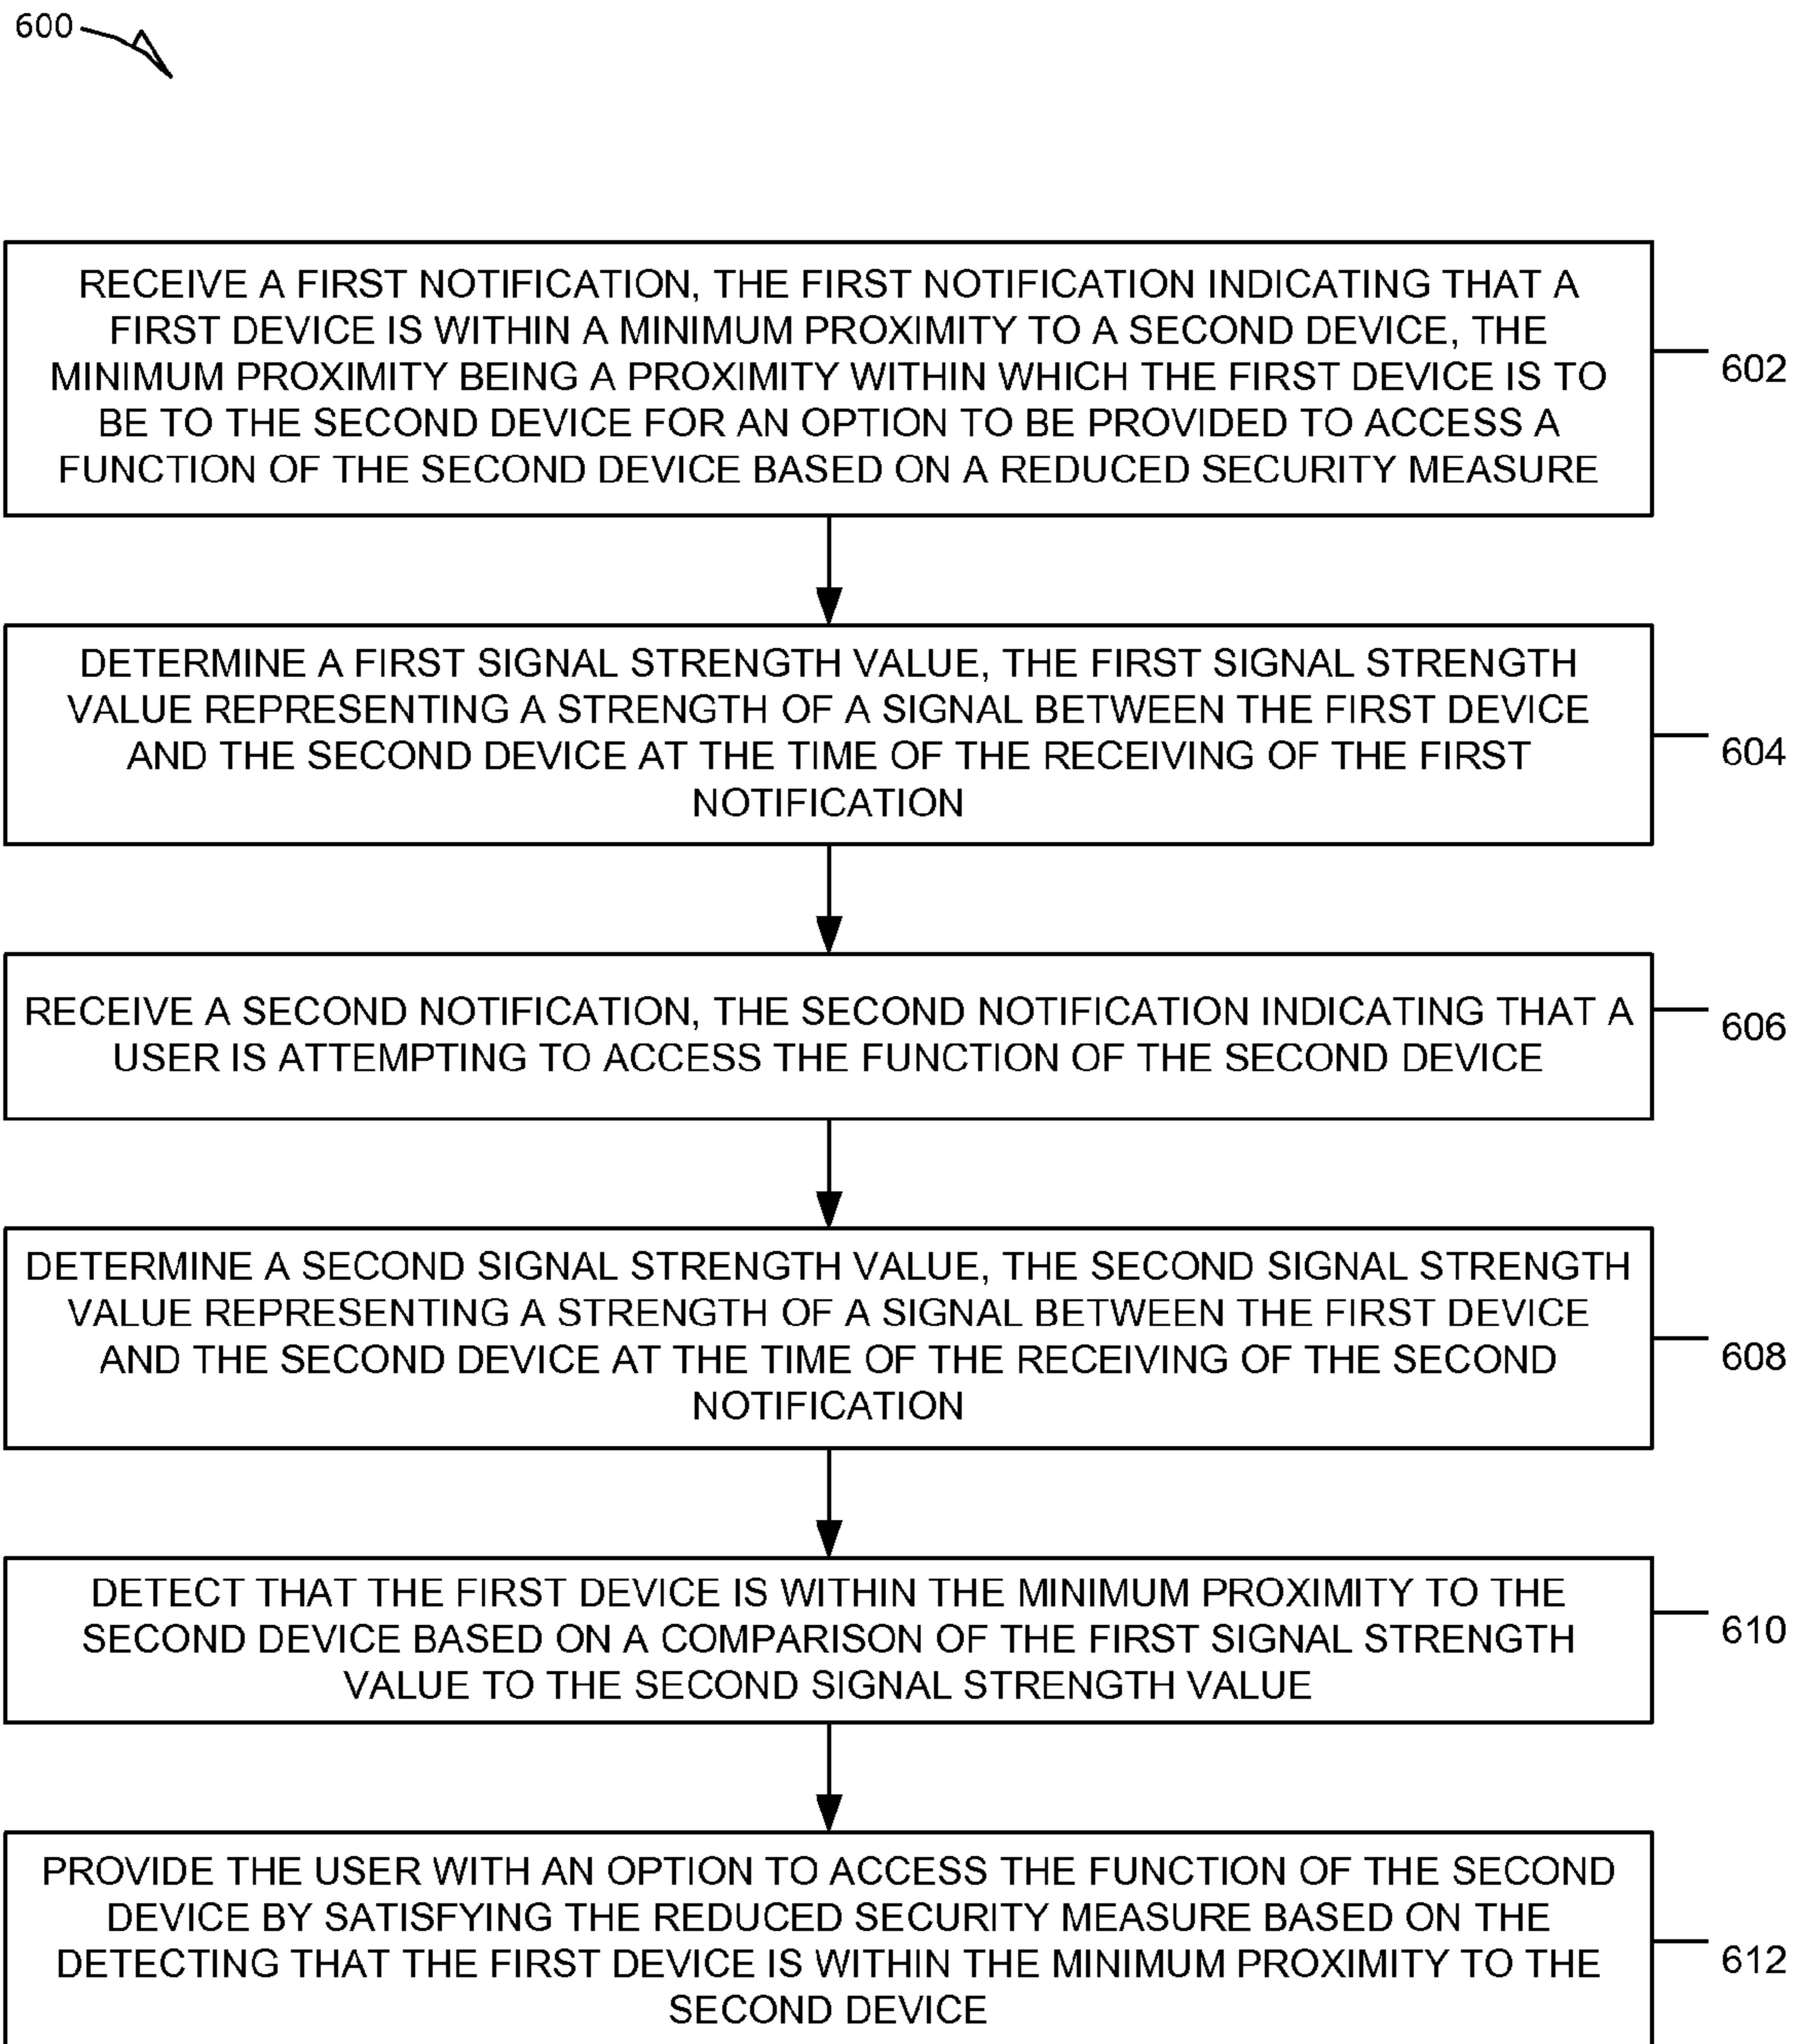 600
RECEIVE A FIRST NOTIFICATION, THE FIRST NOTIFICATION INDICATING THAT A
FIRST DEVICE IS WITHIN A MINIMUM PROXIMITY TO A SECOND DEVICE, THE
MINIMUM PROXIMITY BEING A PROXIMITY WITHIN WHICH THE FIRST DEVICE IS TO
BE TO THE SECOND DEVICE FOR AN OPTION TO BE PROVIDED TO ACCESS A
FUNCTION OF THE SECOND DEVICE BASED ON A REDUCED SECURITY MEASURE
602
DETERMINE A FIRST SIGNAL STRENGTH VALUE, THE FIRST SIGNAL STRENGTH
VALUE REPRESENTING A STRENGTH OF A SIGNAL BETWEEN THE FIRST DEVICE
AND THE SECOND DEVICE AT THE TIME OF THE RECEIVING OF THE FIRST
NOTIFICATION
604
RECEIVE A SECOND NOTIFICATION, THE SECOND NOTIFICATION INDICATING THAT A
USER IS ATTEMPTING TO ACCESS THE FUNCTION OF THE SECOND DEVICE
606
DETERMINE A SECOND SIGNAL STRENGTH VALUE, THE SECOND SIGNAL STRENGTH
VALUE REPRESENTING A STRENGTH OF A SIGNAL BETWEEN THE FIRST DEVICE
AND THE SECOND DEVICE AT THE TIME OF THE RECEIVING OF THE SECOND
NOTIFICATION
608
DETECT THAT THE FIRST DEVICE IS WITHIN THE MINIMUM PROXIMITY TO THE
SECOND DEVICE BASED ON A COMPARISON OF THE FIRST SIGNAL STRENGTH
VALUE TO THE SECOND SIGNAL STRENGTH VALUE
610
PROVIDE THE USER WITH AN OPTION TO ACCESS THE FUNCTION OF THE SECOND
DEVICE BY SATISFYING THE REDUCED SECURITY MEASURE BASED ON THE
DETECTING THAT THE FIRST DEVICE IS WITHIN THE MINIMUM PROXIMITY TO THE
SECOND DEVICE
612